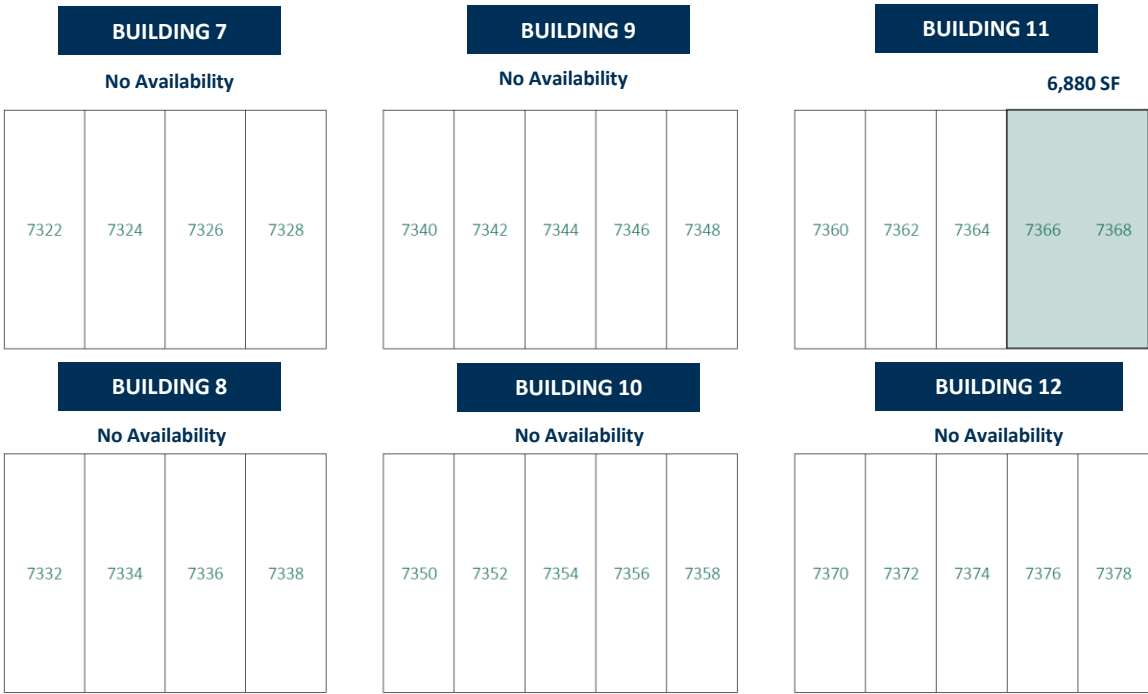 BUILDING 7
No Availability
7322 7324 7326 7328
BUILDING 9
No Availability
7340 7342 7344 7346 7348
BUILDING 11
6,880 SF
7360 7362 7364 7366 7368
BUILDING 8
No Availability
7332 7334 7336 7338
BUILDING 10
No Availability
7350 7352 7354 7356 7358
BUILDING 12
No Availability
7370 7372 7374 7376 7378